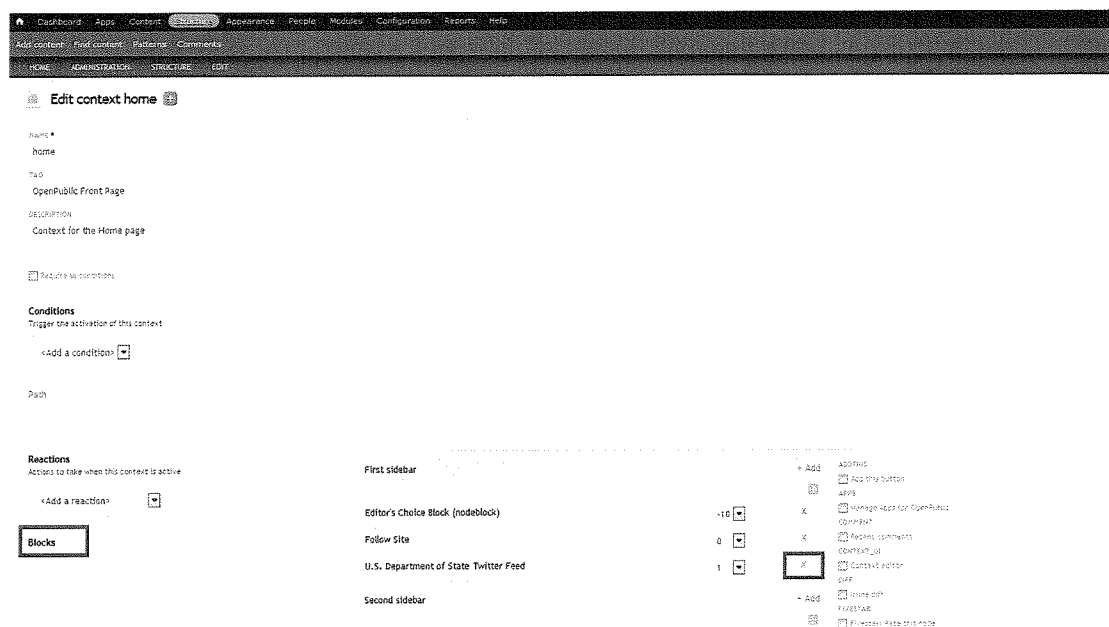 Dashboard Apps Content Structure Appearance People Modules Configuration Reports Help
Add content Find content Patterns Comments
HOME ADMINISTRATION STRUCTURE EDIT
Edit context home
NAME *
home
TAG
OpenPublic Front Page
DESCRIPTION
Context for the Home page
Require all conditions
Conditions
Trigger the activation of this context
<Add a condition>
Path
Reactions
Actions to take when this context is active
<Add a reaction>
Blocks
First sidebar + Add
Editor's Choice Block (nodeblock) -10 X
Follow Site 0 X
U.S. Department of State Twitter Feed 1 X
Second sidebar + Add
ADDTHIS
Add this button
APPS
Manage Apps for OpenPublic
COMMENT
Recent comments
CONTEXT_UI
Context editor
DIFF
Inline diff
FIVESTAR
Fivestar: Rate this node